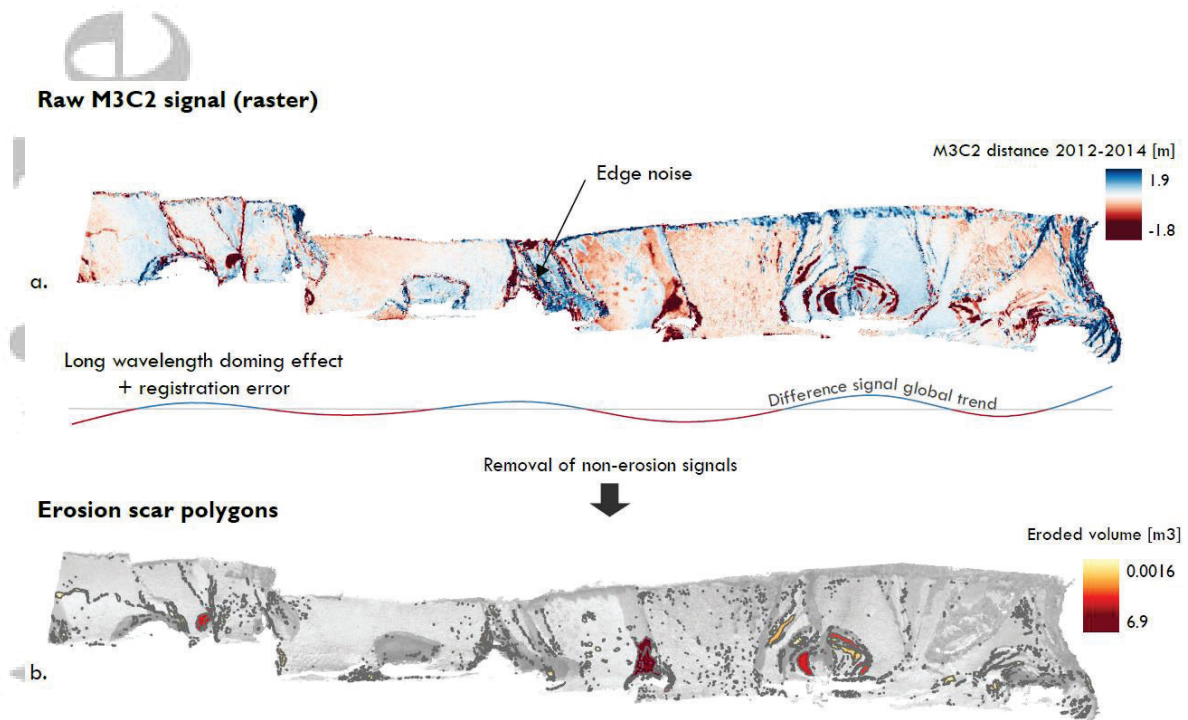 Raw M3C2 signal (raster)
M3C2 distance 2012-2014 [m]
1.9
-1.8
Edge noise
a.
Long wavelength doming effect
+ registration error
Difference signal global trend
Removal of non-erosion signals
Erosion scar polygons
Eroded volume [m3]
0.0016
6.9
b.